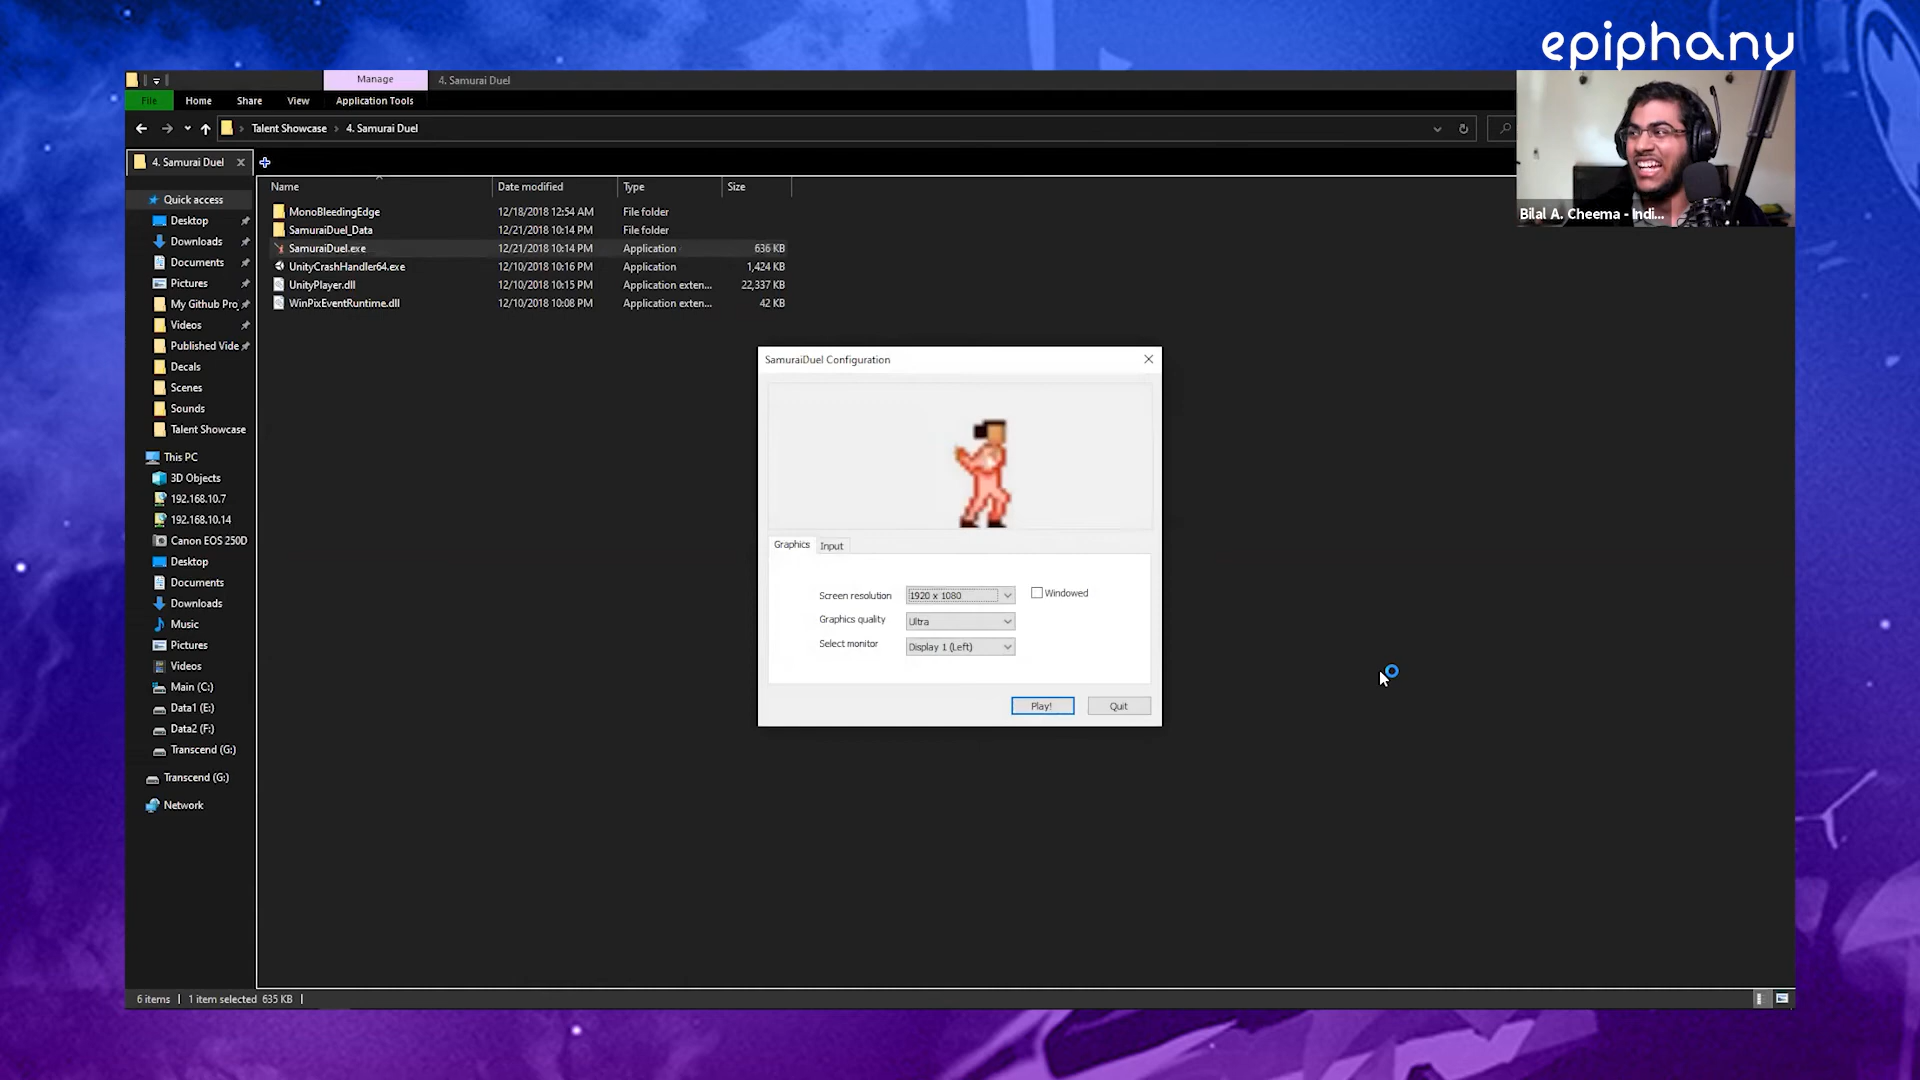 epiphany
Manage
4. Samurai Duel
File
Home
Share
View
Application Tools
Talent Showcase
4. Samurai Duel
4. Samurai Duel
Name
Date modified
Type
Size
MonoBleedingEdge
12/18/2018 12:54 AM
File folder
SamuraiDuel_Data
12/21/2018 10:14 PM
File folder
SamuraiDuel.exe
12/21/2018 10:14 PM
Application
636 KB
UnityCrashHandler64.exe
12/10/2018 10:16 PM
Application
1,424 KB
UnityPlayer.dll
12/10/2018 10:15 PM
Application exten...
22,337 KB
WinPixEventRuntime.dll
12/10/2018 10:08 PM
Application exten...
42 KB
Bilal A. Cheema - Indi...
Quick access
Desktop
Downloads
Documents
Pictures
My Github Pro
Videos
Published Vide
Decals
Scenes
Sounds
Talent Showcase
This PC
3D Objects
192.168.10.7
192.168.10.14
Canon EOS 250D
Desktop
Documents
Downloads
Music
Pictures
Videos
Main (C:)
Data1 (E:)
Data2 (F:)
Transcend (G:)
Transcend (G:)
Network
SamuraiDuel Configuration
Graphics
Input
Screen resolution
1920 x 1080
Windowed
Graphics quality
Ultra
Select monitor
Display 1 (Left)
Play!
Quit
6 items
1 item selected 635 KB